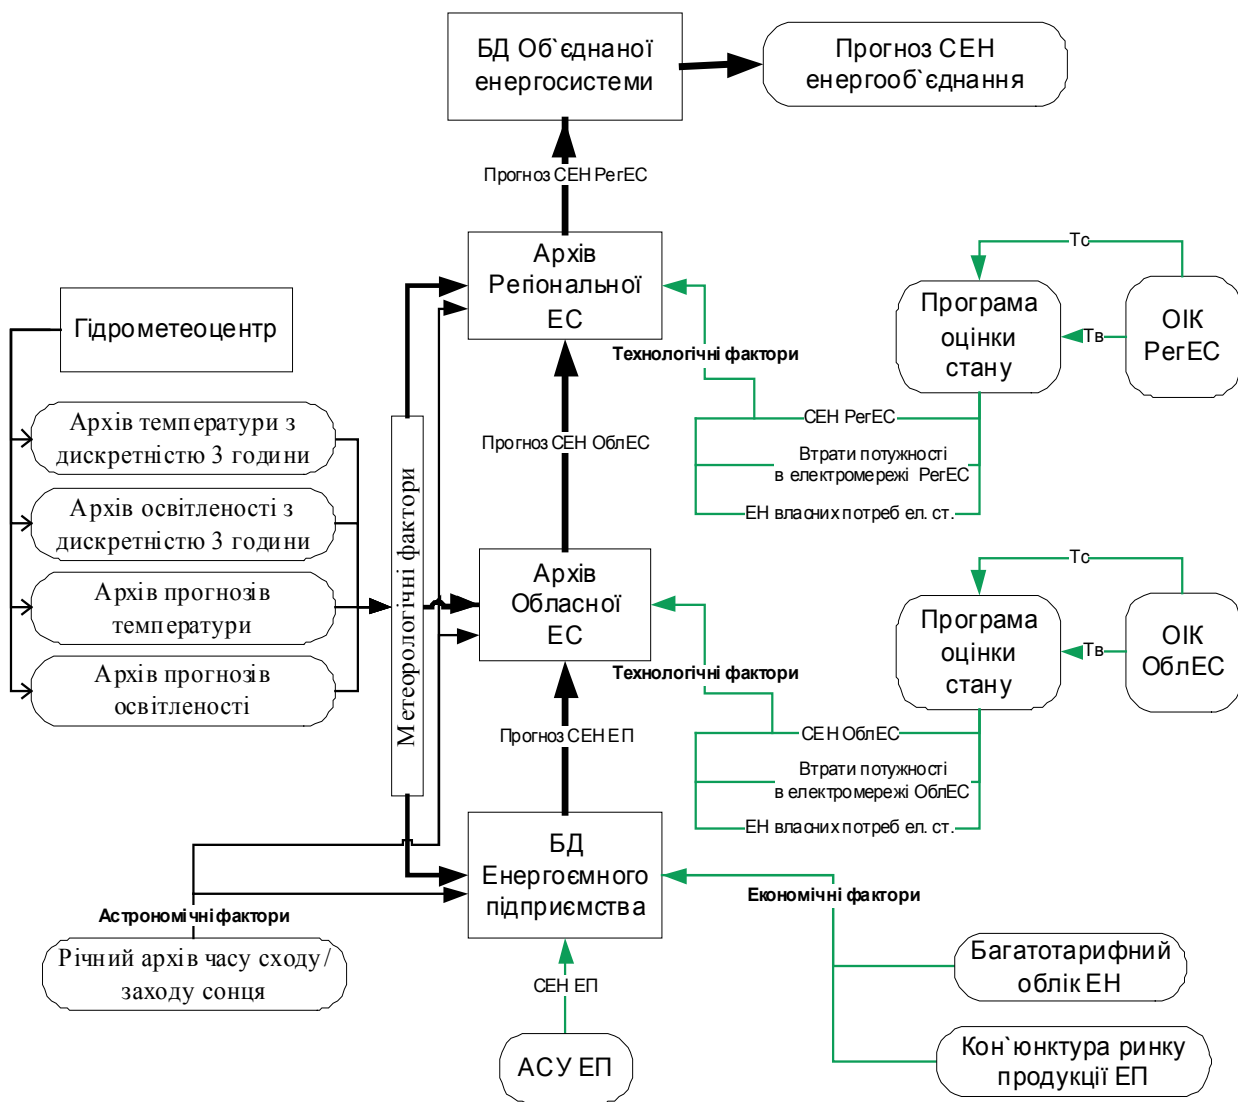 БД Об`єднаної
енергосистеми
Прогноз СЕН
енергооб`єднання
Прогноз СЕН РегЕС
Архів
Регіональної
ЕС
Гідрометеоцентр
Технологічні фактори
Тс
Програма
оцінки
стану
Тв
ОІК
РегЕС
Архів температури з
дискретністю 3 години
Архів освітленості з
дискретністю 3 години
Архів прогнозів
температури
Архів прогнозів
освітленості
Метеорологічні фактори
Прогноз СЕН ОблЕС
СЕН РегЕС
Втрати потужності
в електромережі РегЕС
ЕН власних потреб ел. ст.
Архів
Обласної
ЕС
Технологічні фактори
Тс
Програма
оцінки
стану
Тв
ОІК
ОблЕС
Прогноз СЕН ЕП
СЕН ОблЕС
Втрати потужності
в електромережі ОблЕС
ЕН власних потреб ел. ст.
БД
Енергоємного
підприємства
Економічні фактори
Астрономічні фактори
Річний архів часу сходу/
заходу сонця
СЕН ЕП
АСУ ЕП
Багатотарифний
облік ЕН
Кон`юнктура ринку
продукції ЕП